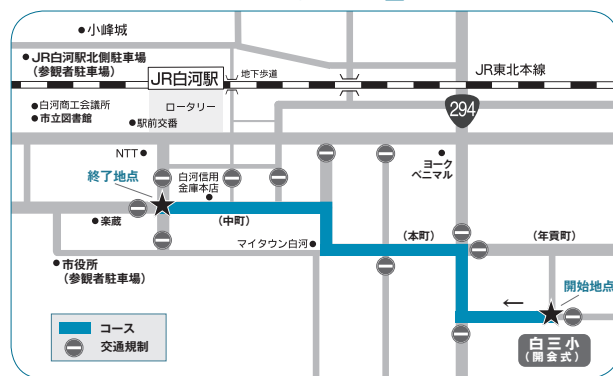 ●小峰城
●JR白河駅北側駐車場
(参観者駐車場)
JR白河駅
地下歩道
JR東北本線
●白河商工会議所
●市立図書館
ロータリー
●駅前交番
294
NTT●
白河信用
金庫本店
●
ヨーク
ベニマル
終了地点
●楽蔵
(中町)
マイタウン白河●
(本町)
(年貢町)
●市役所
(参観者駐車場)
開始地点
←
白三小
(開会式)
コース
交通規制